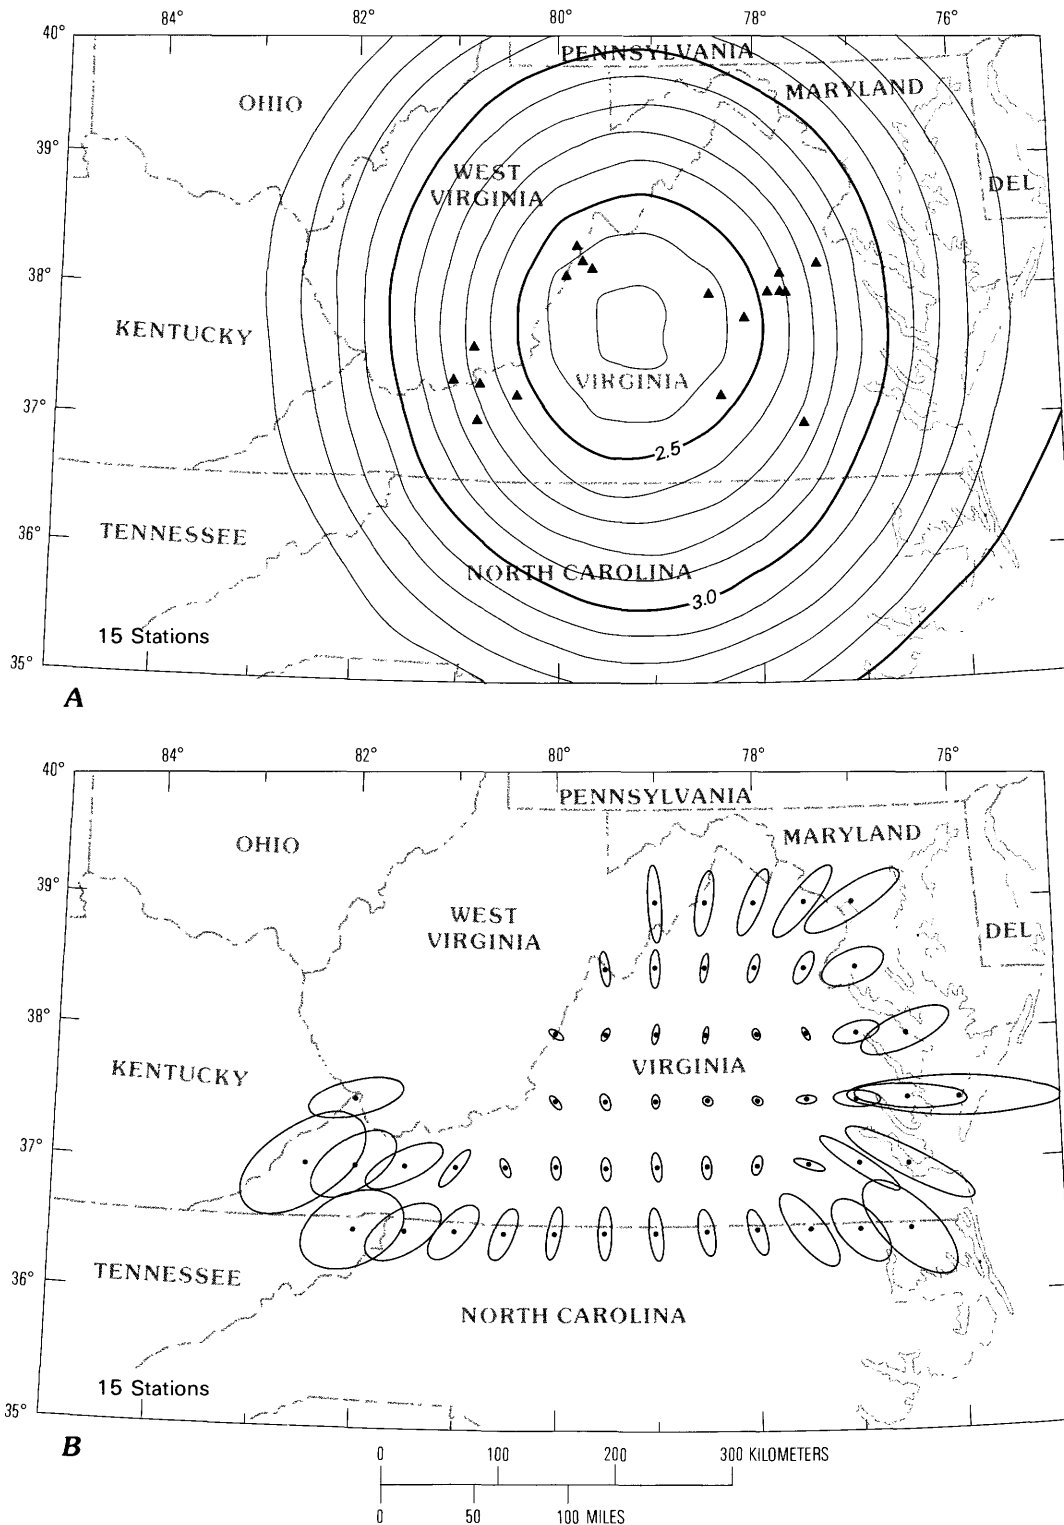 84° 82° 80° 78° 76°
40°
PENNSYLVANIA
MARYLAND
OHIO
39°
WEST
VIRGINIA
DEL
38°
KENTUCKY
VIRGINIA
37°
2.5
36°
TENNESSEE
NORTH CAROLINA
3.0
15 Stations
35°
A
84° 82° 80° 78° 76°
40°
PENNSYLVANIA
MARYLAND
OHIO
39°
WEST
VIRGINIA
DEL
38°
KENTUCKY
VIRGINIA
37°
36°
TENNESSEE
NORTH CAROLINA
15 Stations
35°
B
0 100 200 300 KILOMETERS
0 50 100 MILES